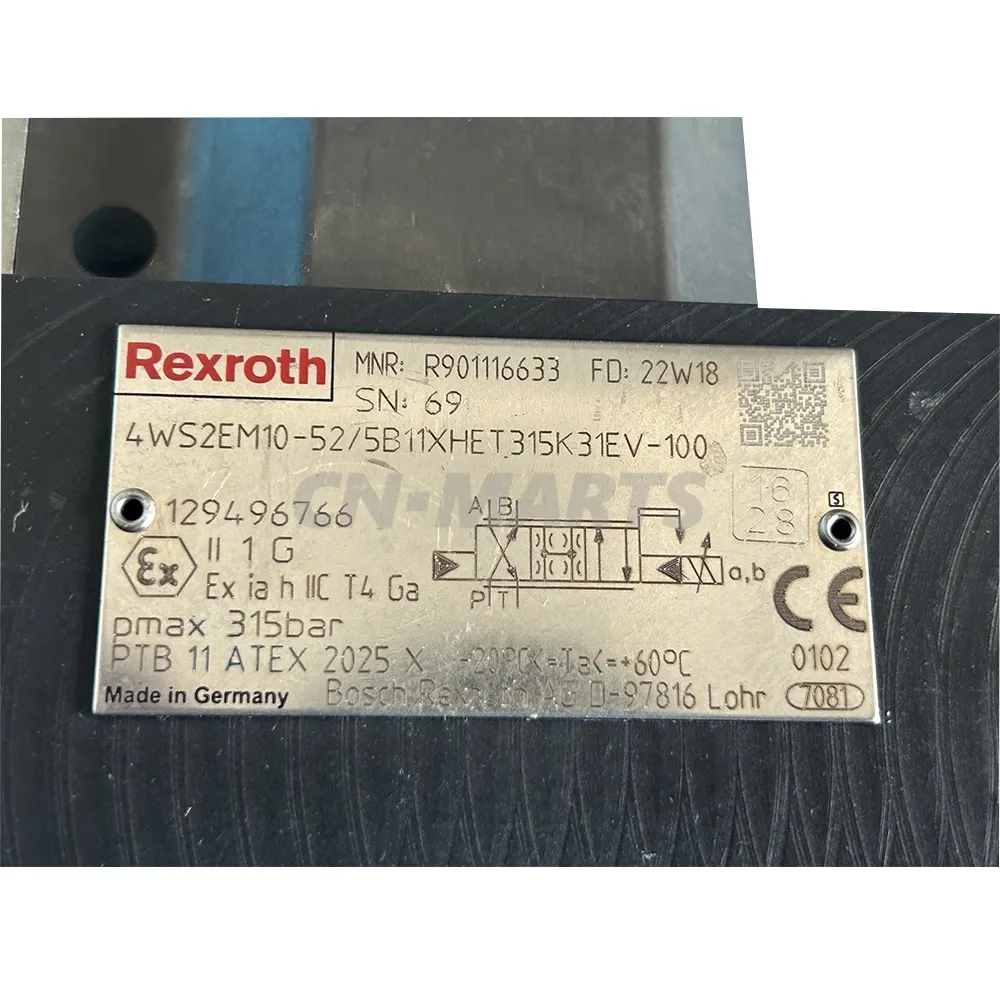 Rexroth MNR: R901116633 FD: 22W18
SN: 69
4WS2EM10-52/5B11XHET315K31EV-100
CN-MARTS
16
28
S
129496766
A B
Ex II 1 G
Ex ia h IIC T4 Ga
P T
a,b
CE
pmax 315bar
PTB 11 ATEX 2025 X -20°C<=Ta<=+60°C 0102
Made in Germany Bosch Rexroth AG D-97816 Lohr 7081